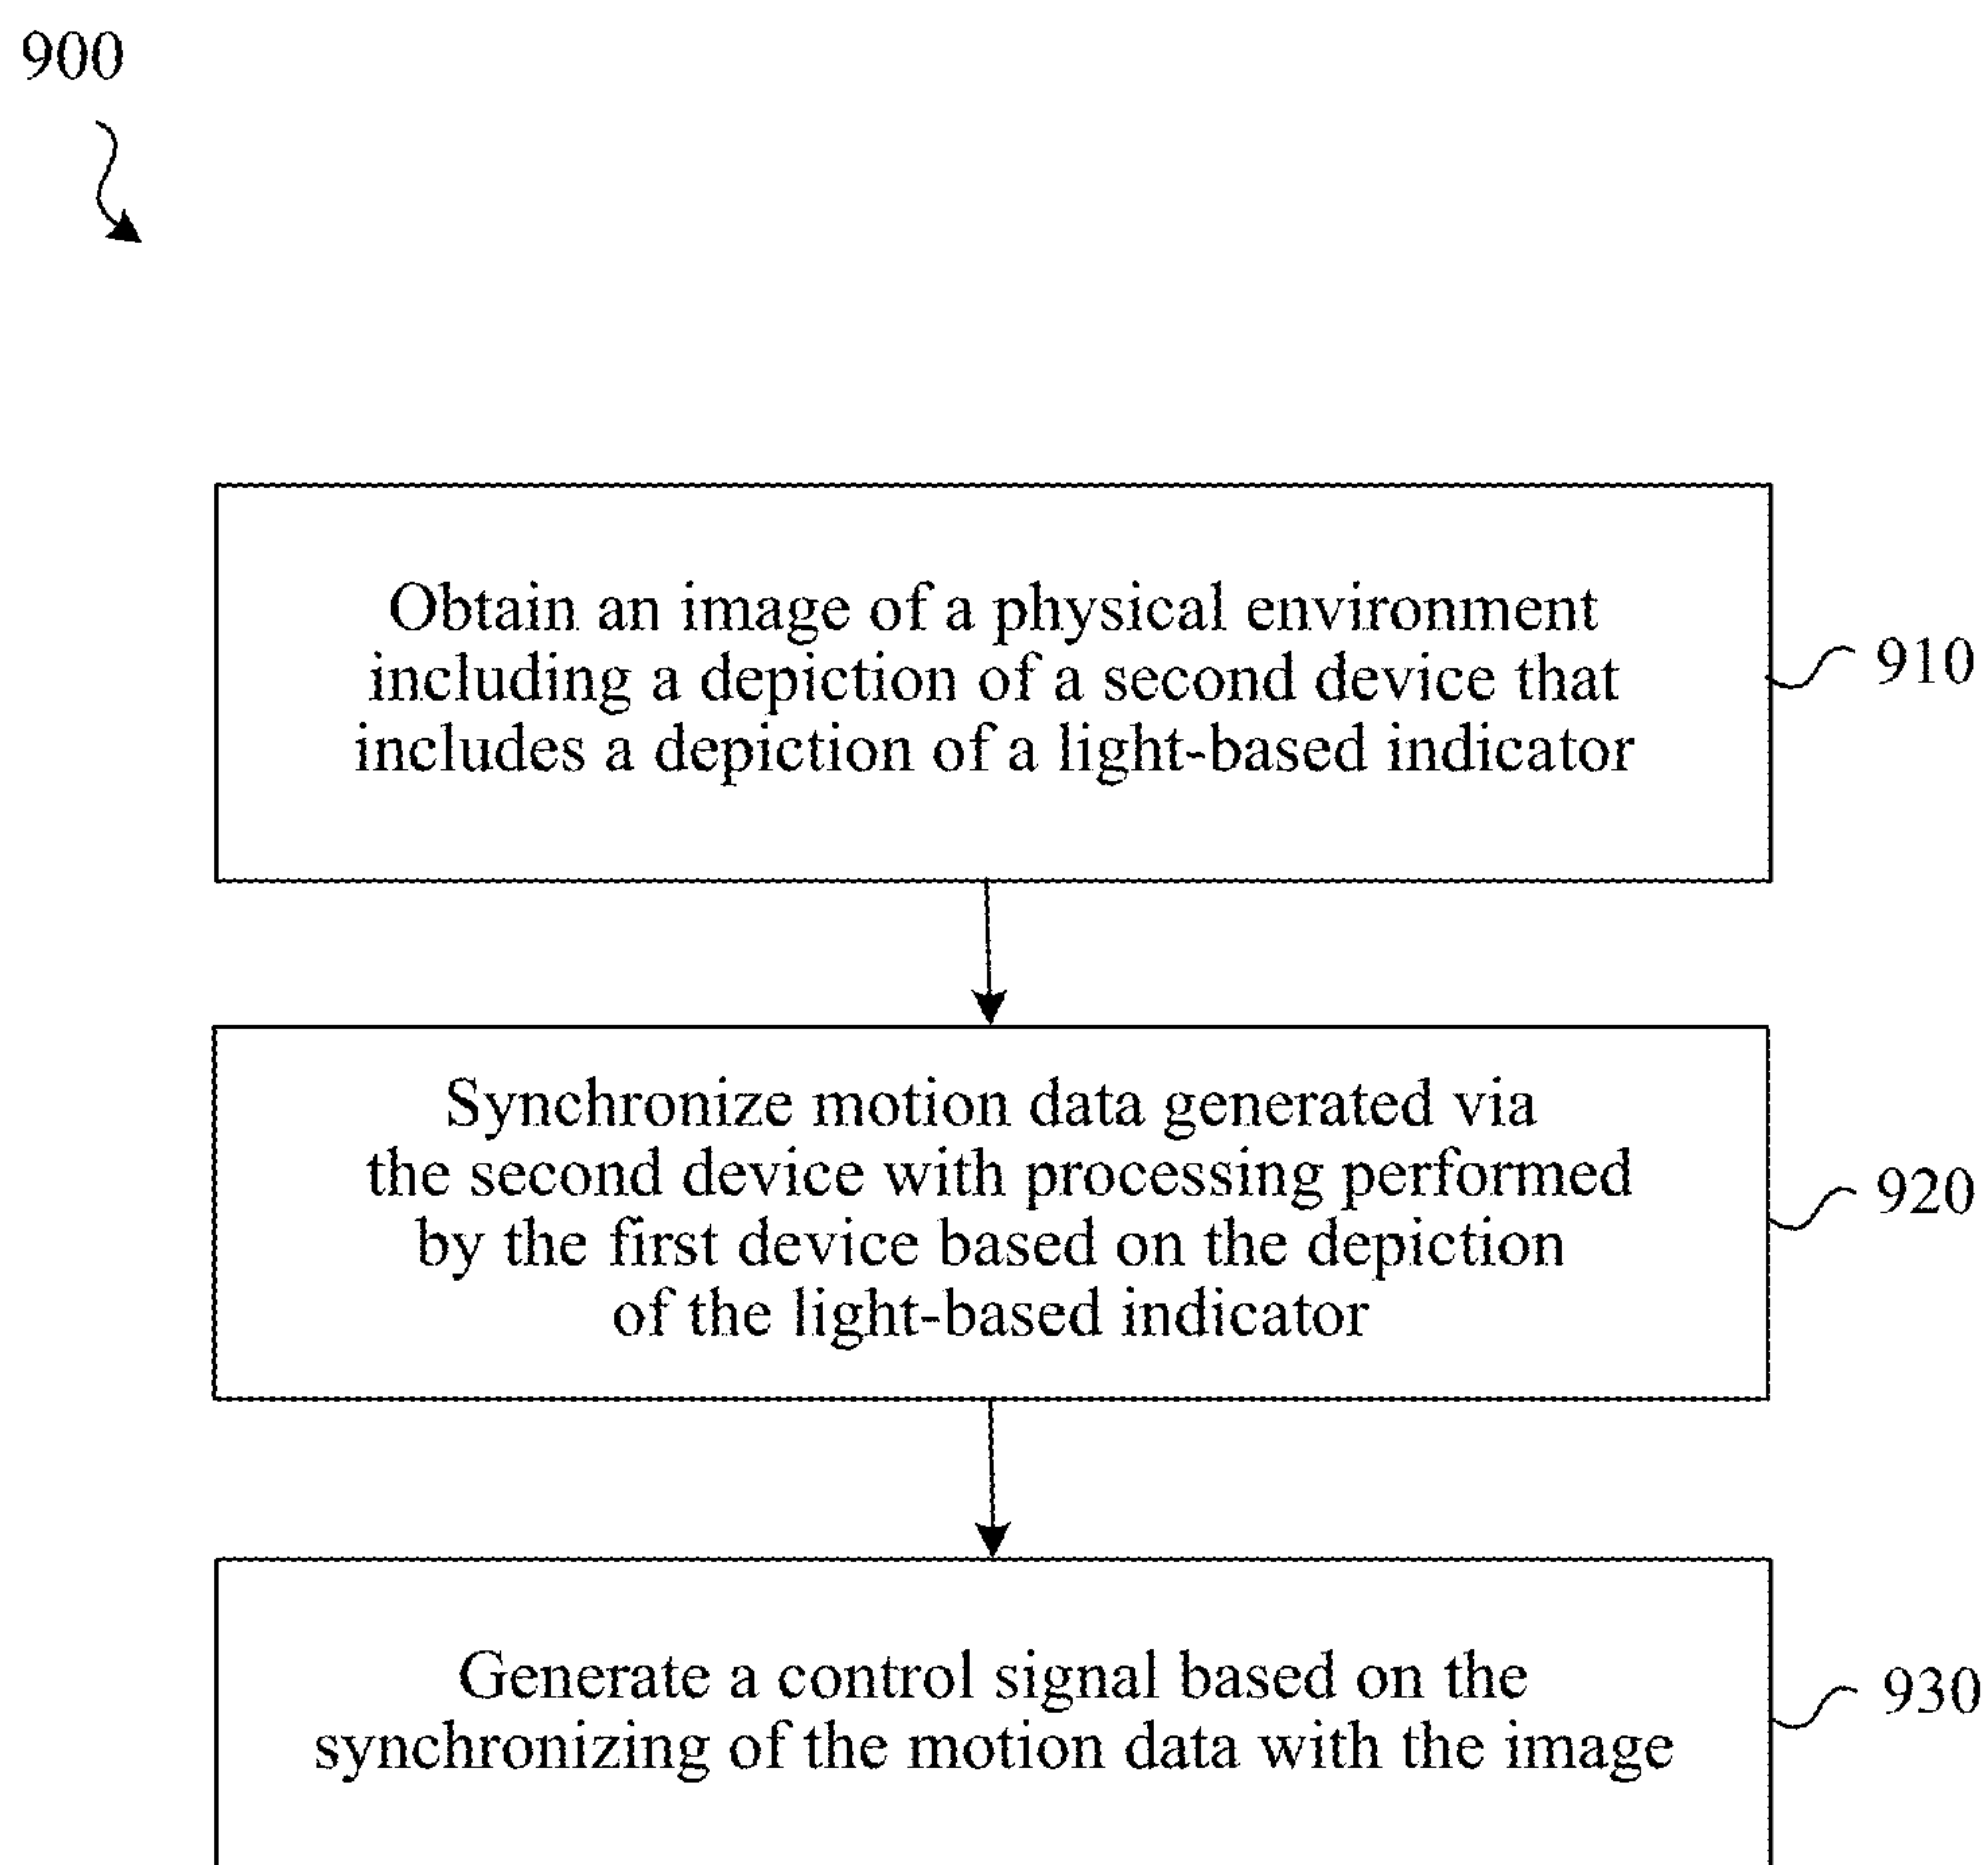 900
Obtain an image of a physical environment
including a depiction of a second device that
includes a depiction of a light-based indicator
910
Synchronize motion data generated via
the second device with processing performed
by the first device based on the depiction
of the light-based indicator
920
Generate a control signal based on the
synchronizing of the motion data with the image
930